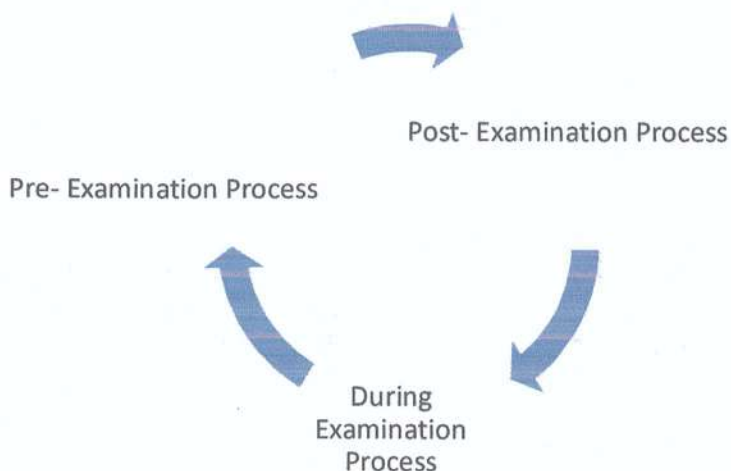 Post- Examination Process
Pre- Examination Process
During
Examination
Process